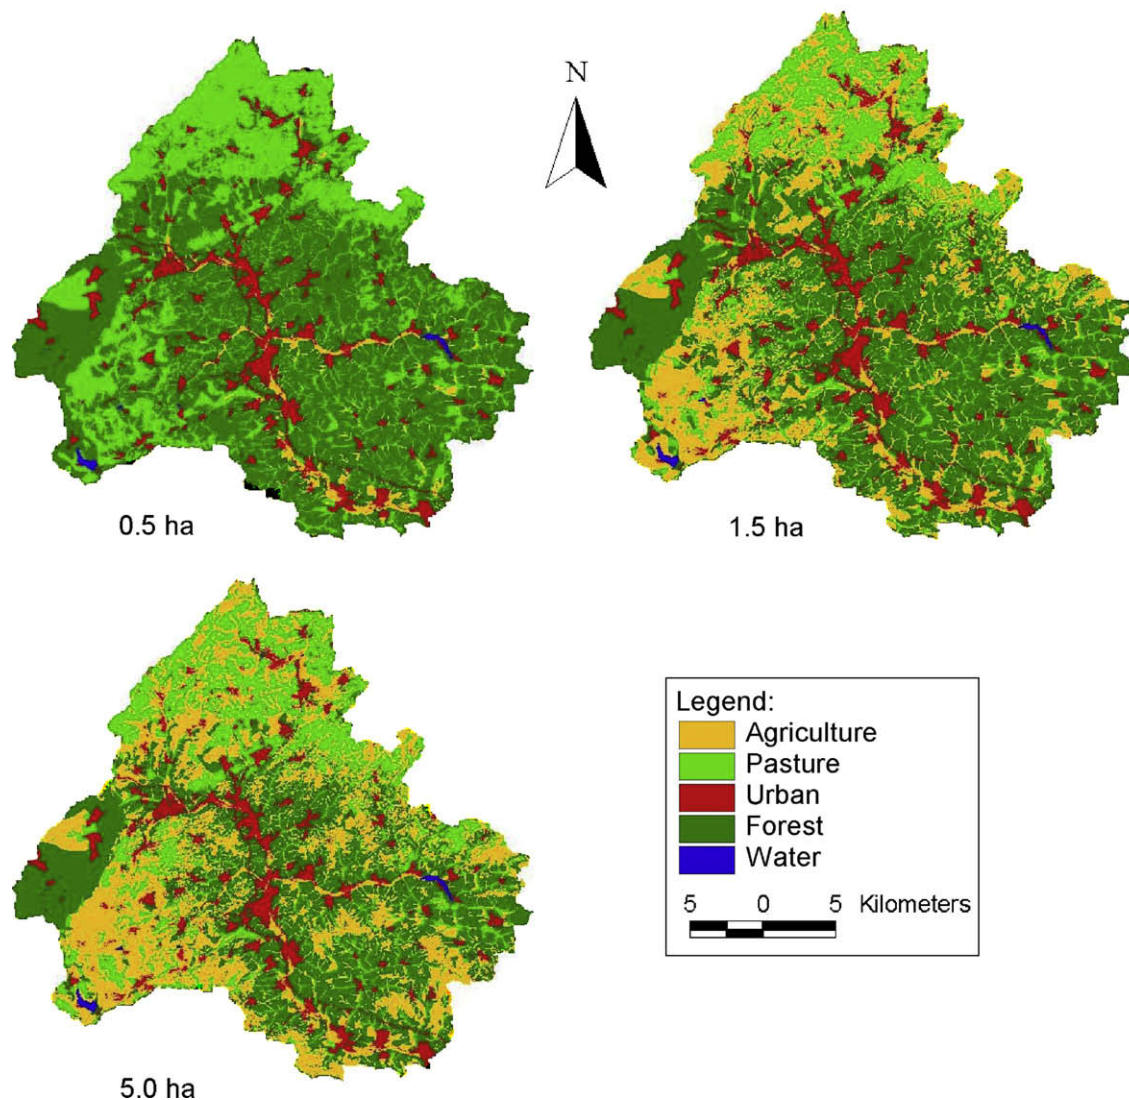 N
0.5 ha
1.5 ha
5.0 ha
Legend:
Agriculture
Pasture
Urban
Forest
Water
5 0 5 Kilometers